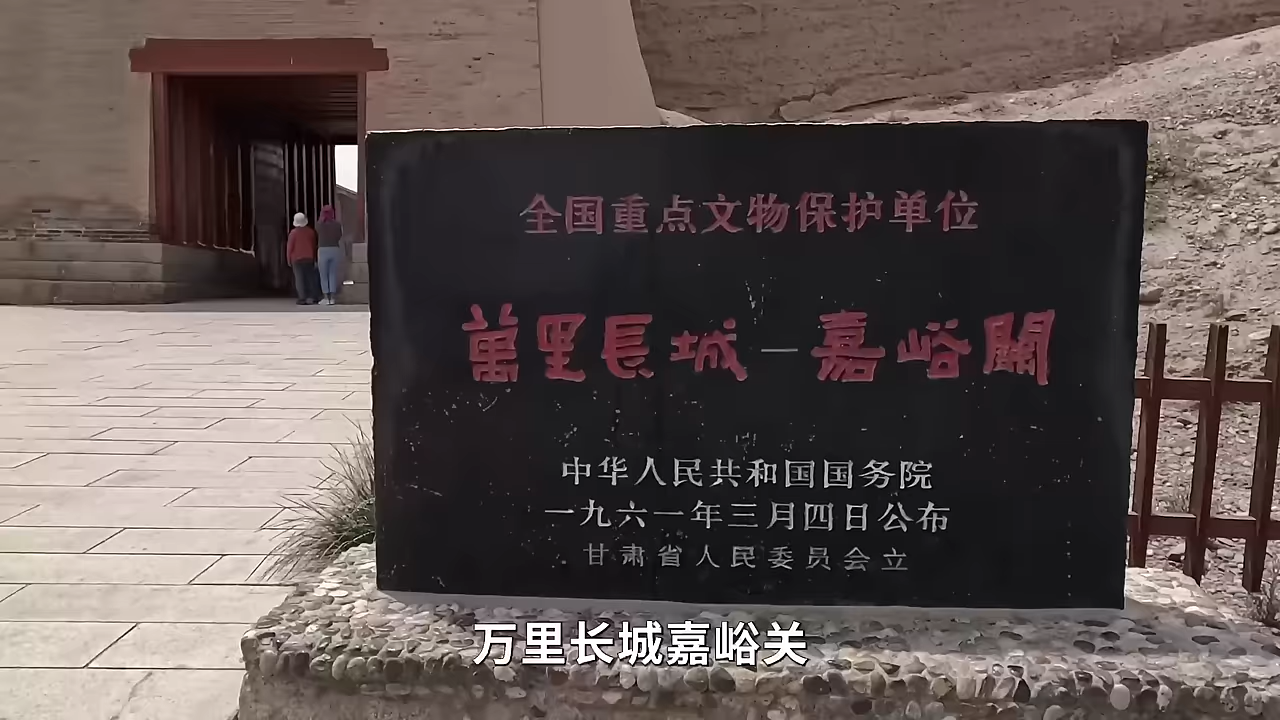 全国重点文物保护单位
萬里長城—嘉峪關
中华人民共和国国务院
一九六一年三月四日公布
甘肃省人民委员会立
万里长城嘉峪关